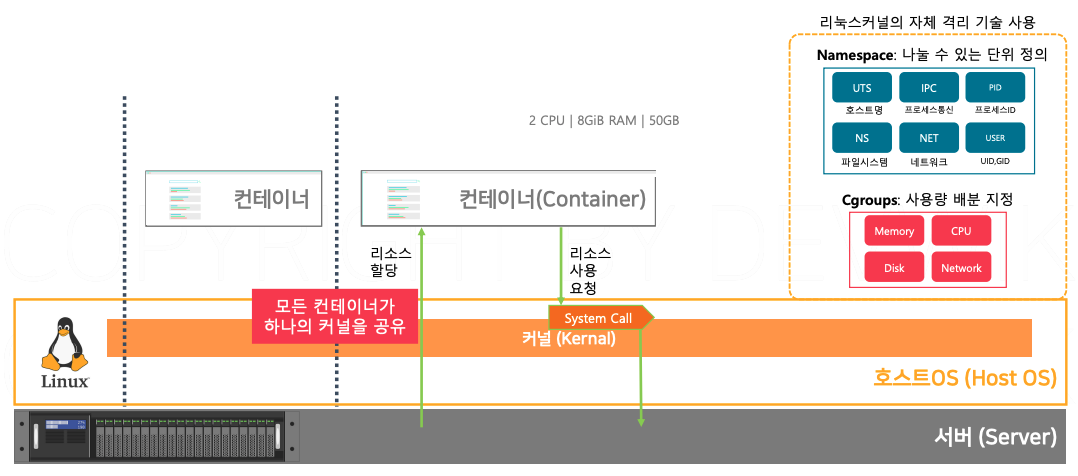 리눅스커널의 자체 격리 기술 사용
Namespace: 나눌 수 있는 단위 정의
UTS
IPC
PID
호스트명
프로세스통신
프로세스ID
NS
NET
USER
파일시스템
네트워크
UID,GID
Cgroups: 사용량 배분 지정
Memory
CPU
Disk
Network
2 CPU | 8GiB RAM | 50GB
컨테이너
컨테이너(Container)
리소스
할당
리소스
사용
요청
모든 컨테이너가
하나의 커널을 공유
System Call
커널 (Kernal)
Linux
호스트OS (Host OS)
서버 (Server)